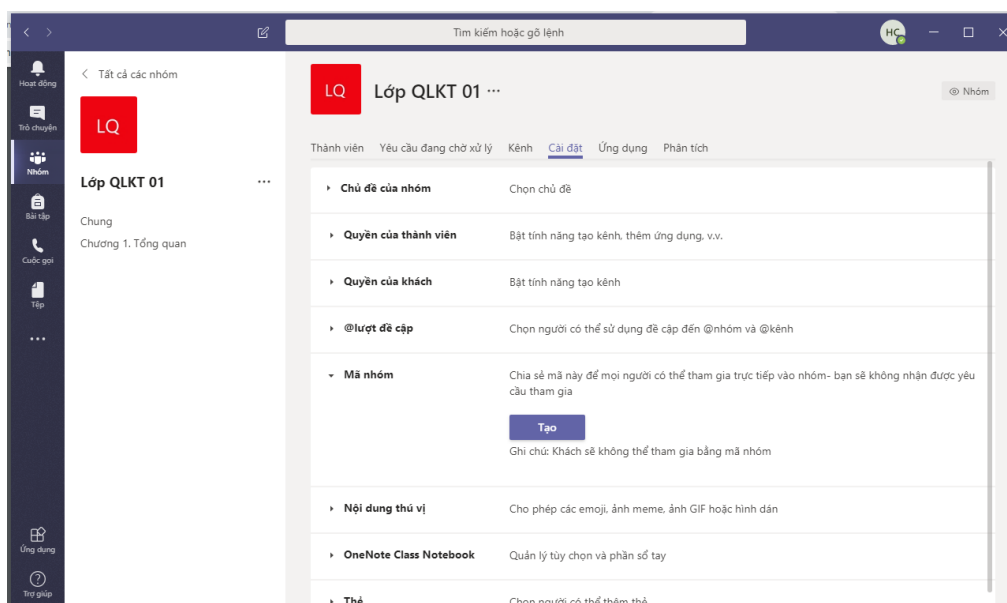 Tìm kiếm hoặc gõ lệnh
HC
Hoạt động
Trò chuyện
Nhóm
Bài tập
Cuộc gọi
Tệp
Ứng dụng
Trợ giúp
Tất cả các nhóm
LQ
Lớp QLKT 01 ...
Chung
Chương 1. Tổng quan
LQ
Lớp QLKT 01 ...
Nhóm
Thành viên Yêu cầu đang chờ xử lý Kênh Cài đặt Ứng dụng Phân tích
Chủ đề của nhóm Chọn chủ đề
Quyền của thành viên Bật tính năng tạo kênh, thêm ứng dụng, v.v.
Quyền của khách Bật tính năng tạo kênh
@lượt đề cập Chọn người có thể sử dụng đề cập đến @nhóm và @kênh
Mã nhóm Chia sẻ mã này để mọi người có thể tham gia trực tiếp vào nhóm- bạn sẽ không nhận được yêu
cầu tham gia
Tạo
Ghi chú: Khách sẽ không thể tham gia bằng mã nhóm
Nội dung thú vị Cho phép các emoji, ảnh meme, ảnh GIF hoặc hình dán
OneNote Class Notebook Quản lý tùy chọn và phần sổ tay
Thẻ Chọn người có thể thêm thẻ